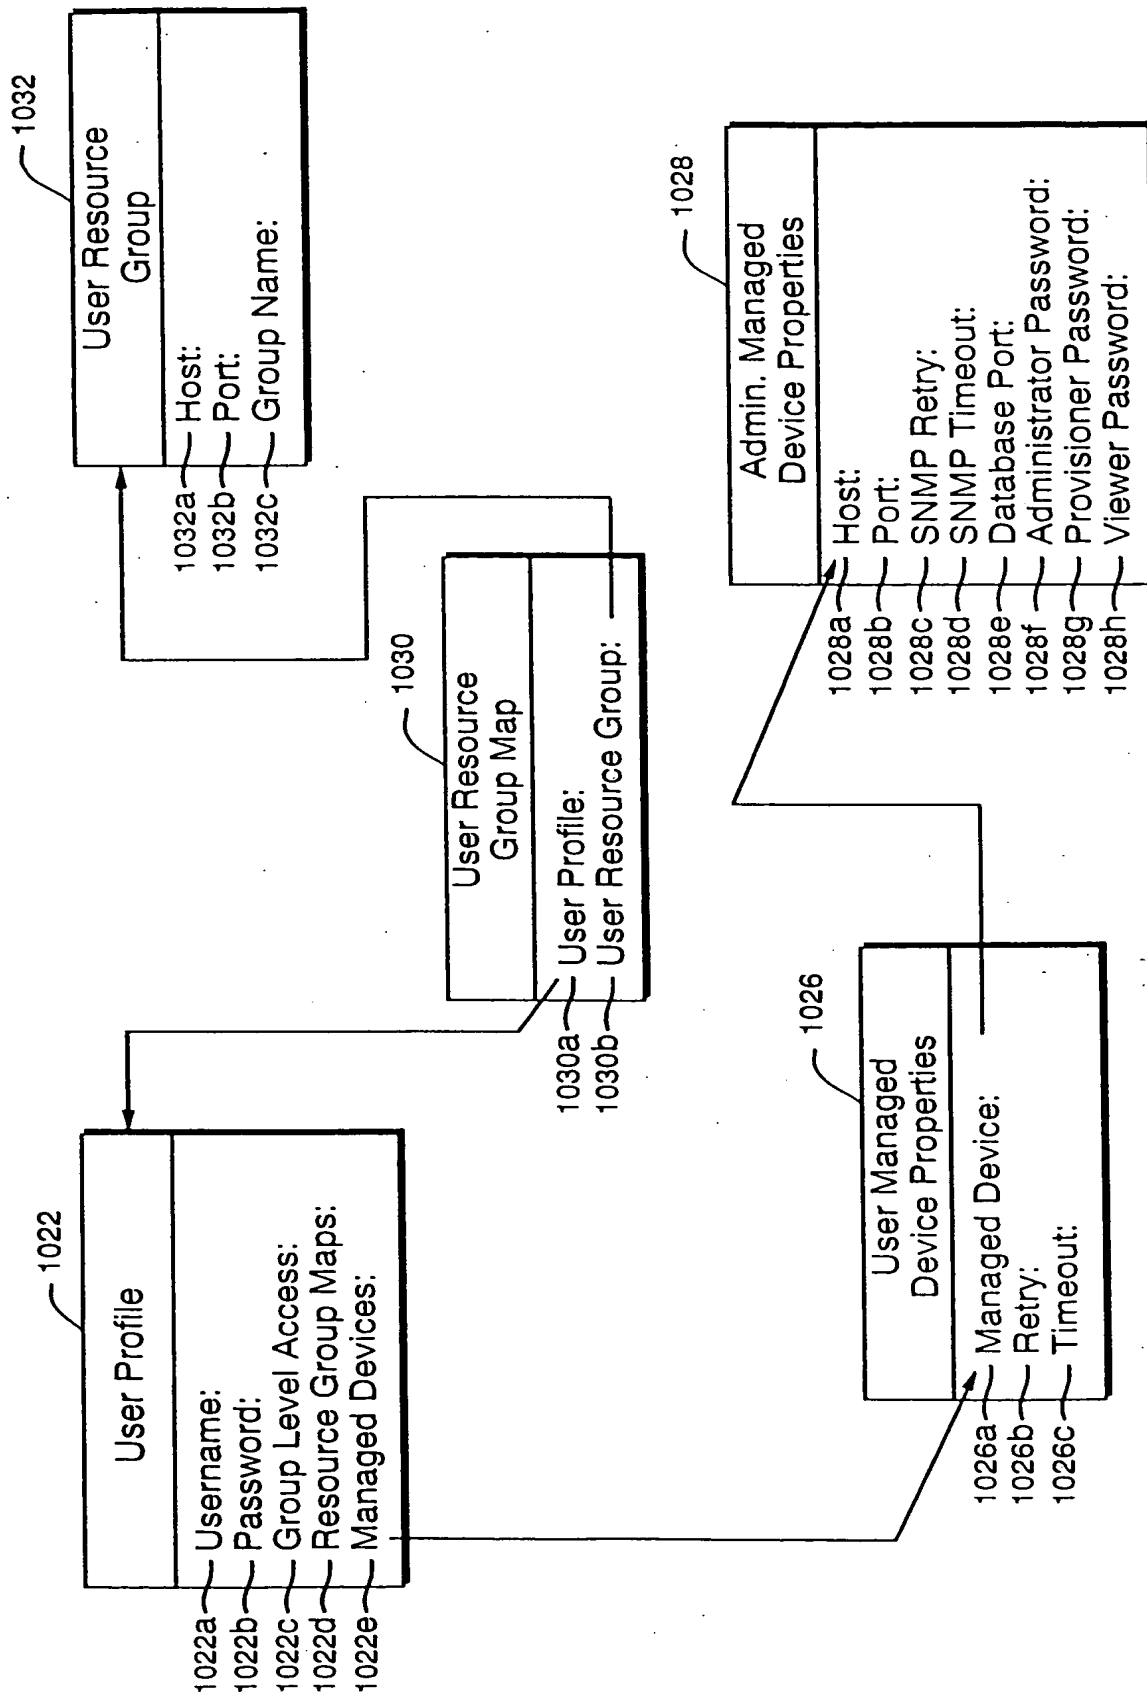 1022
User Profile
1022a Username:
1022b Password:
1022c Group Level Access:
1022d Resource Group Maps:
1022e Managed Devices:
1030
User Resource
Group Map
1030a User Profile:
1030b User Resource Group:
1032
User Resource
Group
1032a Host:
1032b Port:
1032c Group Name:
1026
User Managed
Device Properties
1026a Managed Device:
1026b Retry:
1026c Timeout:
1028
Admin. Managed
Device Properties
1028a Host:
1028b Port:
1028c SNMP Retry:
1028d SNMP Timeout:
1028e Database Port:
1028f Administrator Password:
1028g Provisioner Password:
1028h Viewer Password: